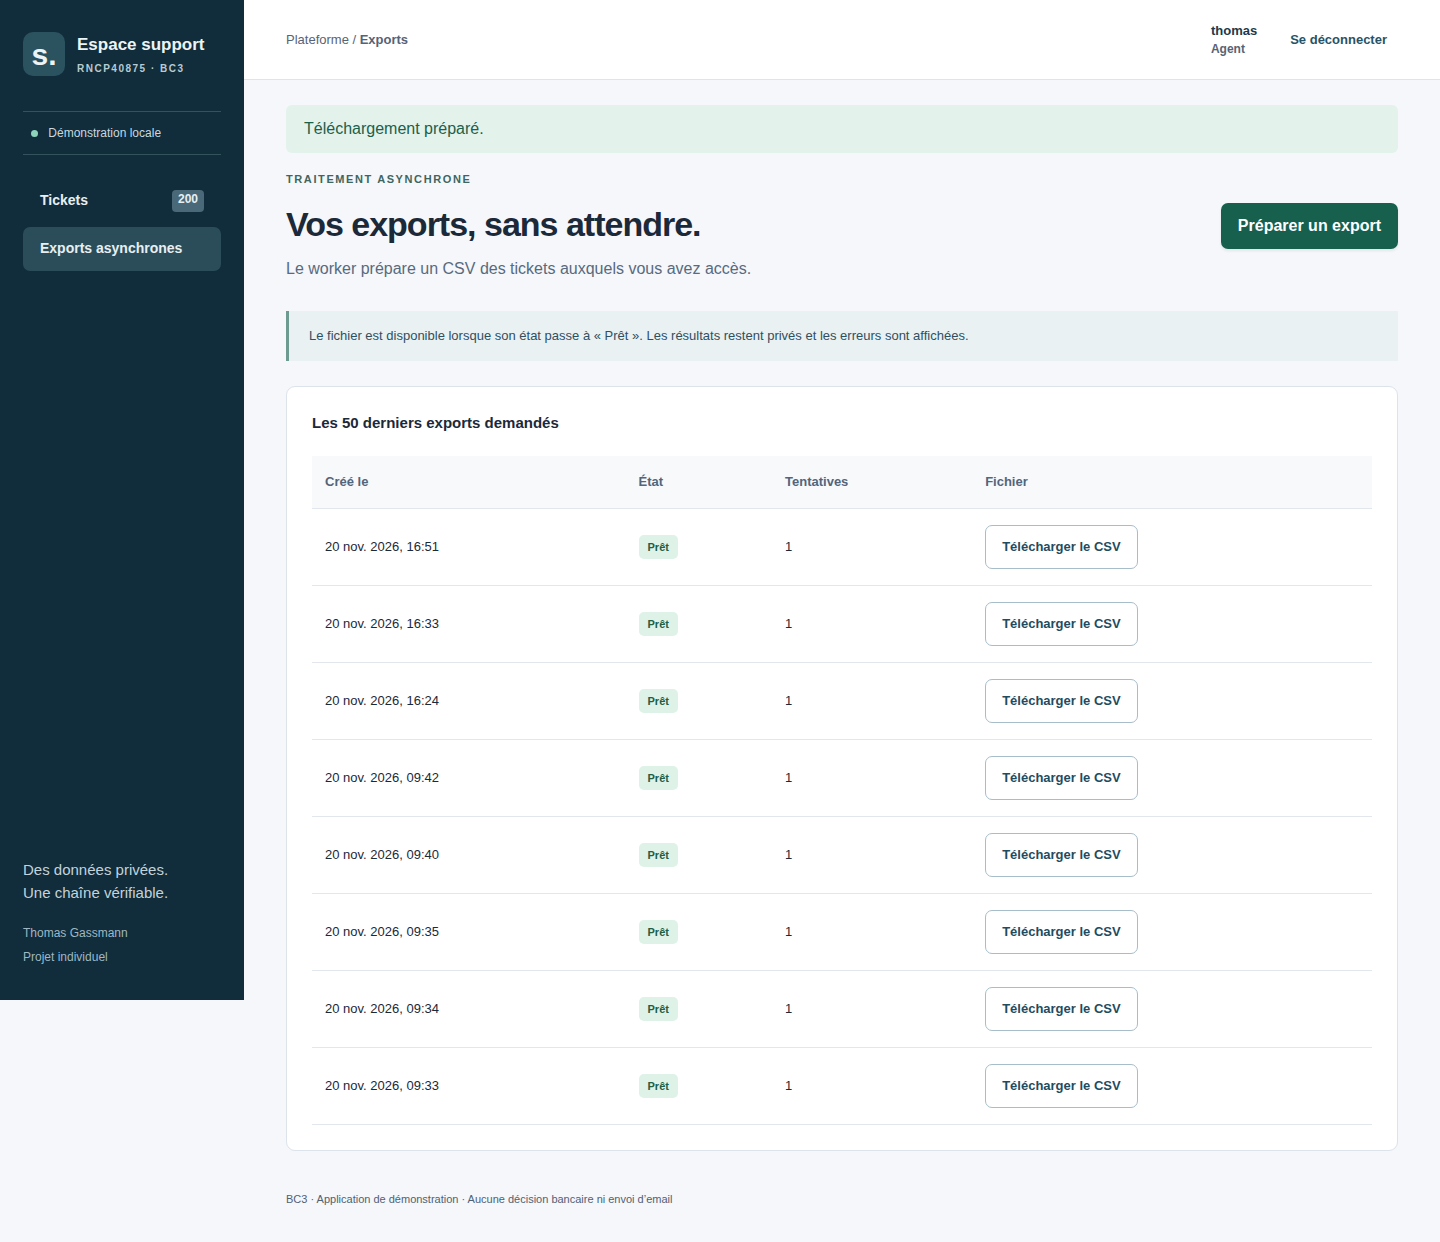 s.
Espace support
RNCP40875 · BC3
Démonstration locale
Tickets 200
Exports asynchrones
Des données privées.
Une chaîne vérifiable.
Thomas Gassmann
Projet individuel
Plateforme / Exports
thomas
Agent
Se déconnecter
Téléchargement préparé.
TRAITEMENT ASYNCHRONE
Vos exports, sans attendre.
Préparer un export
Le worker prépare un CSV des tickets auxquels vous avez accès.
Le fichier est disponible lorsque son état passe à « Prêt ». Les résultats restent privés et les erreurs sont affichées.
Les 50 derniers exports demandés
Créé le État Tentatives Fichier
20 nov. 2026, 16:51 Prêt 1 Télécharger le CSV
20 nov. 2026, 16:33 Prêt 1 Télécharger le CSV
20 nov. 2026, 16:24 Prêt 1 Télécharger le CSV
20 nov. 2026, 09:42 Prêt 1 Télécharger le CSV
20 nov. 2026, 09:40 Prêt 1 Télécharger le CSV
20 nov. 2026, 09:35 Prêt 1 Télécharger le CSV
20 nov. 2026, 09:34 Prêt 1 Télécharger le CSV
20 nov. 2026, 09:33 Prêt 1 Télécharger le CSV
BC3 · Application de démonstration · Aucune décision bancaire ni envoi d’email